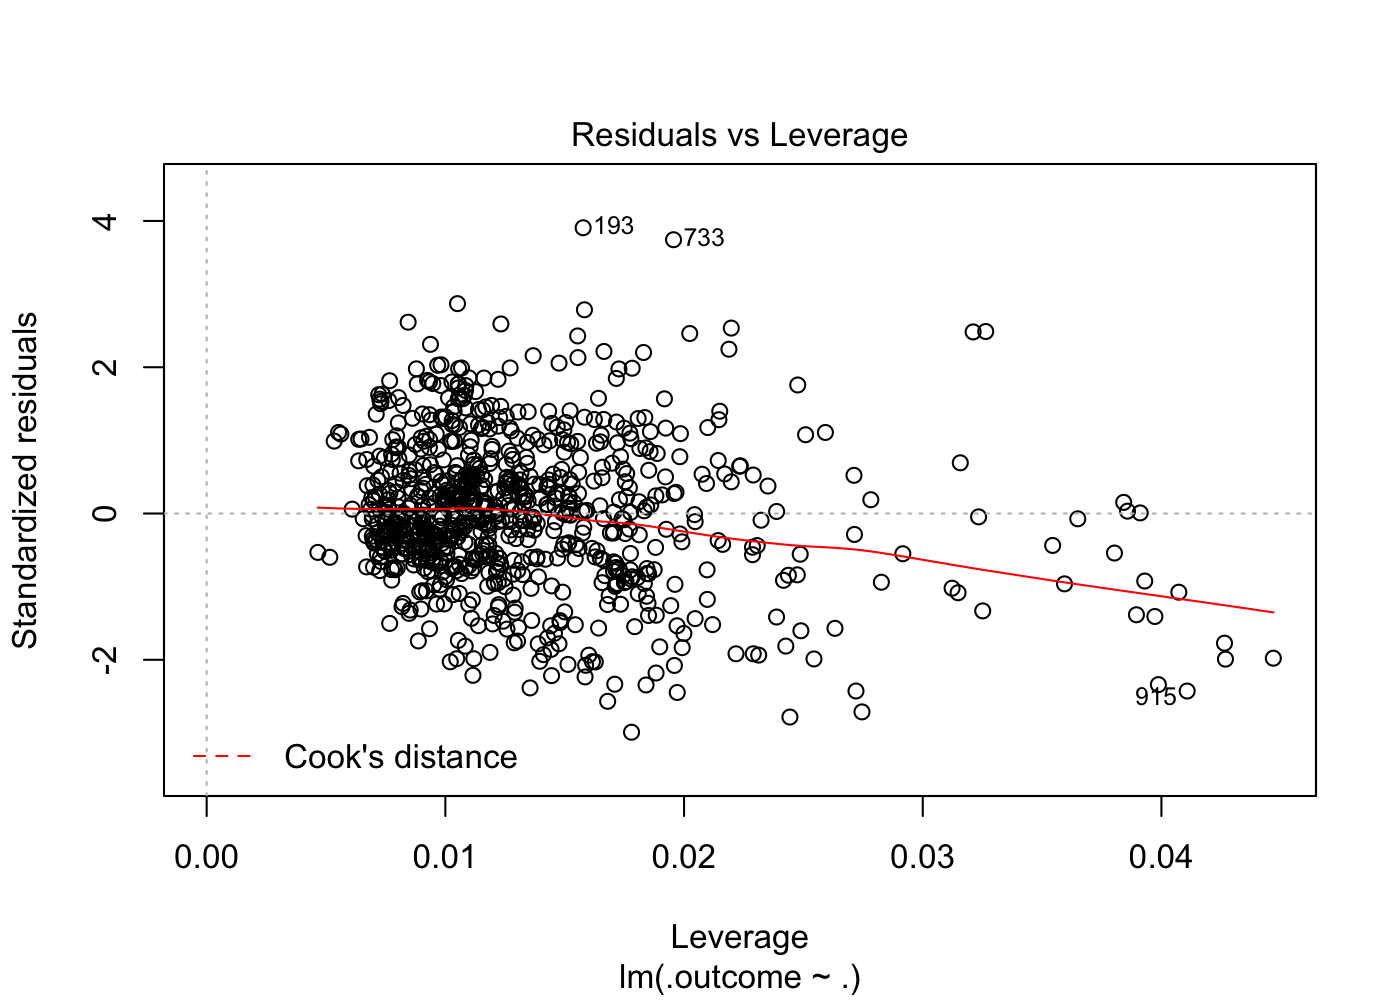 Residuals vs Leverage
4
193
733
2
0
-2
Standardized residuals
915
Cook's distance
0.00 0.01 0.02 0.03 0.04
Leverage
lm(.outcome ~ .)